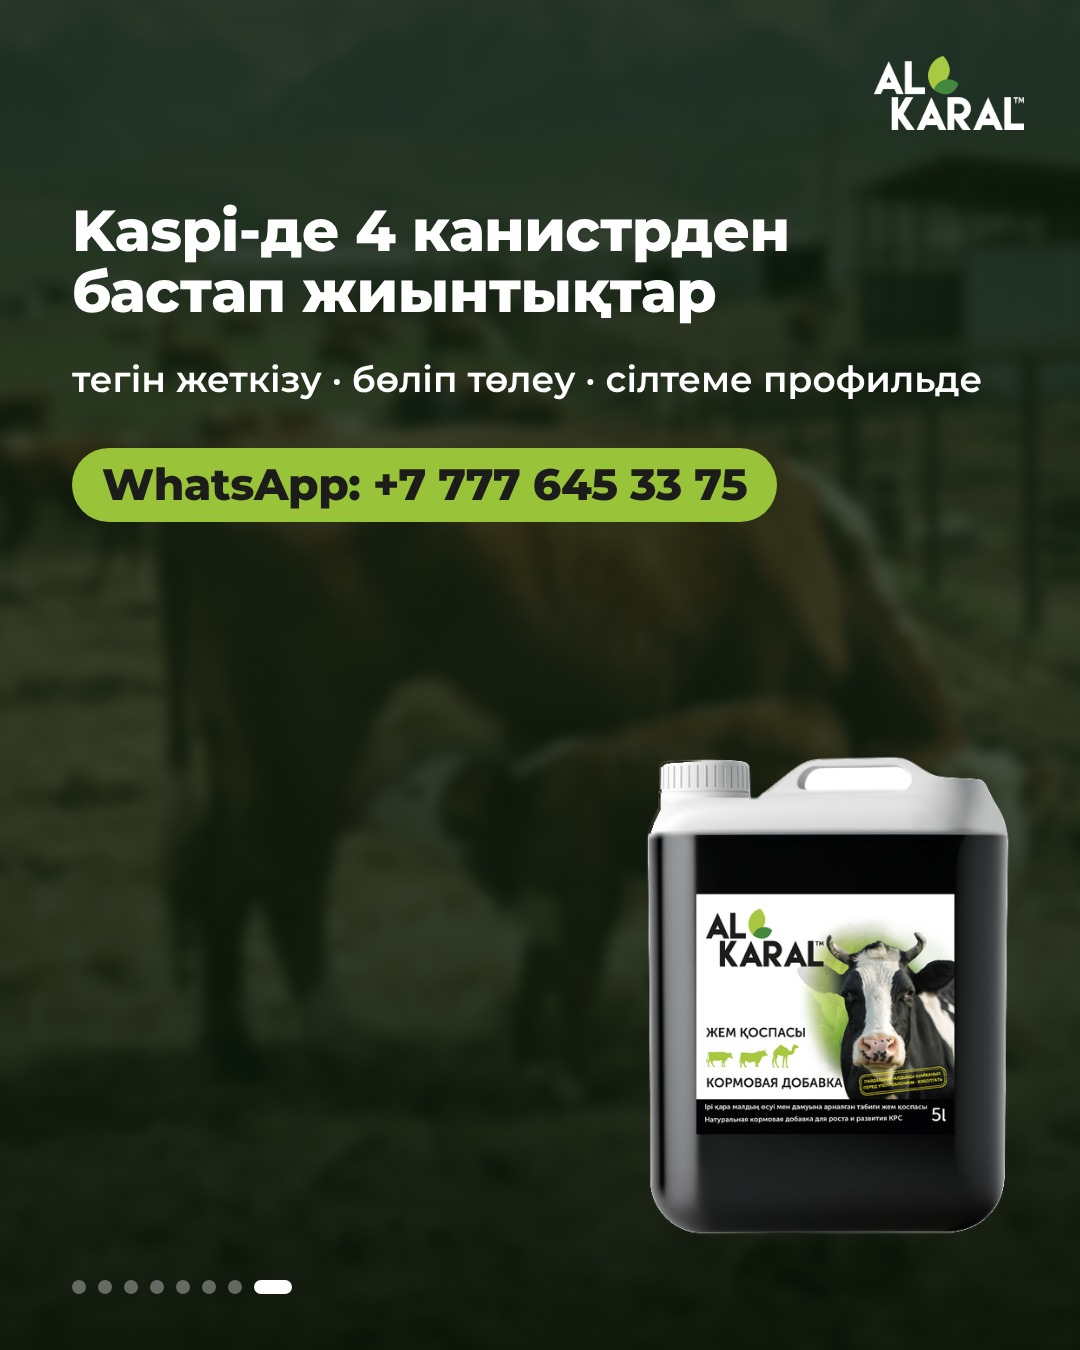 AL
KARAL™
Kaspi-де 4 канистрден
бастап жиынтықтар
тегін жеткізу · бөліп төлеу · сілтеме профильде
WhatsApp: +7 777 645 33 75
AL
KARAL™
ЖЕМ ҚОСПАСЫ
КОРМОВАЯ ДОБАВКА
Ірі қара малдың өсуі мен дамуына арналған табиғи жем қоспасы
Натуральная кормовая добавка для роста и развития КРС
5l